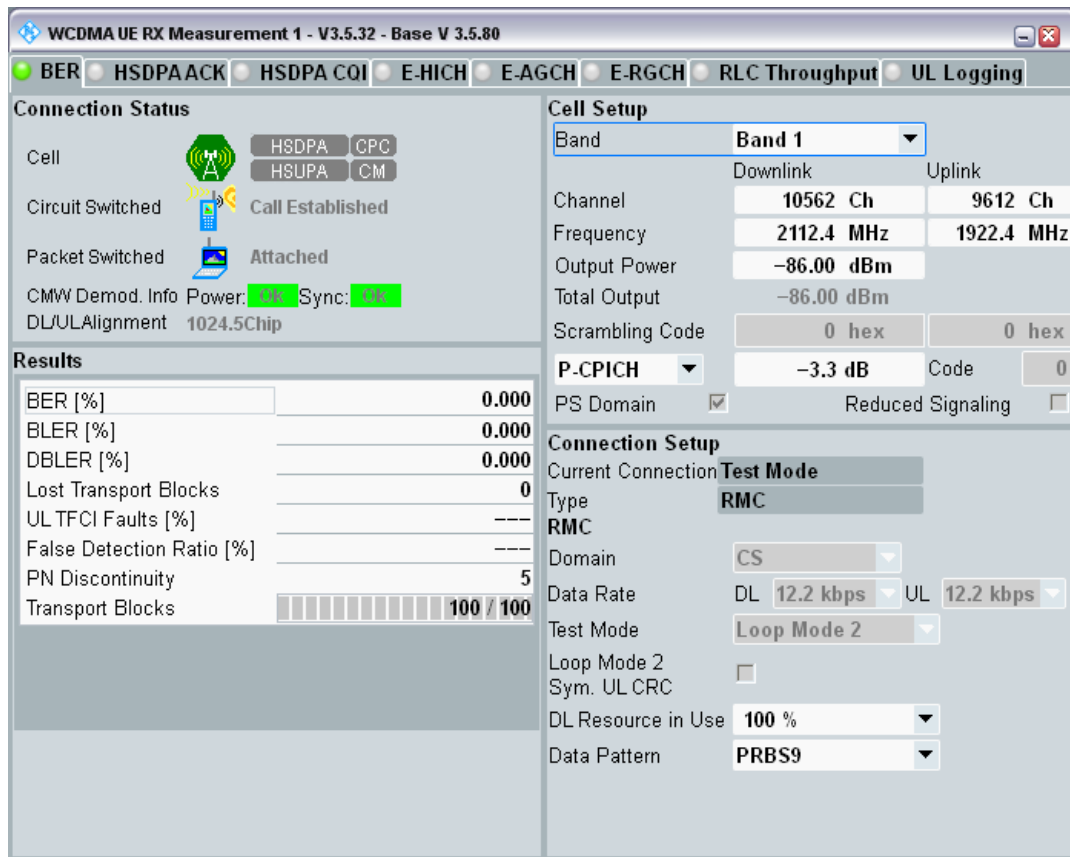 WCDMA UE RX Measurement 1 - V3.5.32 - Base V 3.5.80
BER HSDPA ACK HSDPA CQI E-HICH E-AGCH E-RGCH RLC Throughput UL Logging
Connection Status
Cell HSDPA CPC
HSUPA CM
Circuit Switched Call Established
Packet Switched Attached
CMW Demod. Info Power: Ok Sync: Ok
DL/ULAlignment 1024.5Chip
Results
BER [%] 0.000
BLER [%] 0.000
DBLER [%] 0.000
Lost Transport Blocks 0
UL TFCI Faults [%] ---
False Detection Ratio [%] ---
PN Discontinuity 5
Transport Blocks 100 / 100
Cell Setup
Band Band 1
Downlink Uplink
Channel 10562 Ch 9612 Ch
Frequency 2112.4 MHz 1922.4 MHz
Output Power −86.00 dBm
Total Output −86.00 dBm
Scrambling Code 0 hex 0 hex
P-CPICH −3.3 dB Code 0
PS Domain Reduced Signaling
Connection Setup
Current Connection Test Mode
Type RMC
RMC
Domain CS
Data Rate DL 12.2 kbps UL 12.2 kbps
Test Mode Loop Mode 2
Loop Mode 2
Sym. UL CRC
DL Resource in Use 100 %
Data Pattern PRBS9